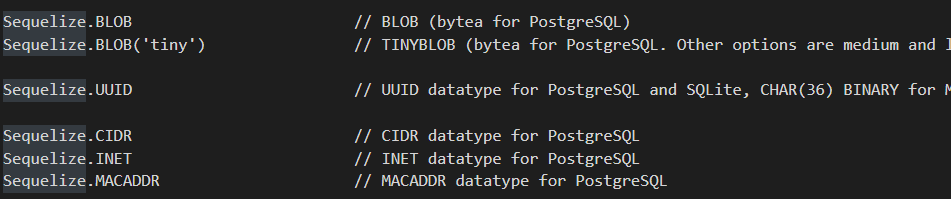 Sequelize.BLOB // BLOB (bytea for PostgreSQL)
Sequelize.BLOB('tiny') // TINYBLOB (bytea for PostgreSQL. Other options are medium and
Sequelize.UUID // UUID datatype for PostgreSQL and SQLite, CHAR(36) BINARY for
Sequelize.CIDR // CIDR datatype for PostgreSQL
Sequelize.INET // INET datatype for PostgreSQL
Sequelize.MACADDR // MACADDR datatype for PostgreSQL